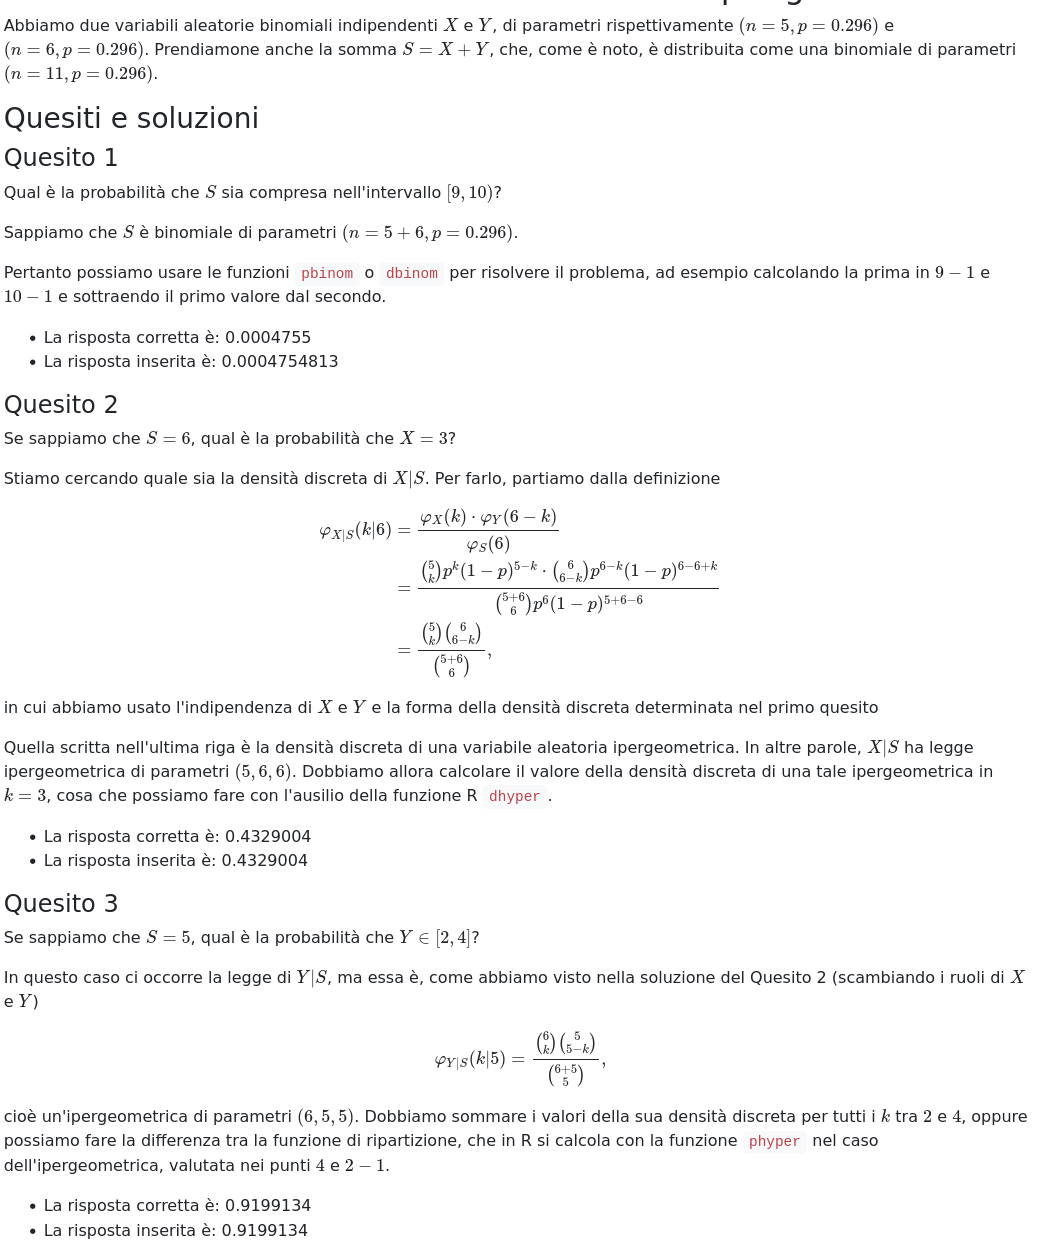 Abbiamo due variabili aleatorie binomiali indipendenti X e Y, di parametri rispettivamente (n = 5, p = 0.296) e
(n = 6, p = 0.296). Prendiamone anche la somma S = X + Y, che, come è noto, è distribuita come una binomiale di parametri
(n = 11, p = 0.296).
Quesiti e soluzioni
Quesito 1
Qual è la probabilità che S sia compresa nell'intervallo [9, 10)?
Sappiamo che S è binomiale di parametri (n = 5 + 6, p = 0.296).
Pertanto possiamo usare le funzioni pbinom o dbinom per risolvere il problema, ad esempio calcolando la prima in 9 − 1 e
10 − 1 e sottraendo il primo valore dal secondo.
• La risposta corretta è: 0.0004755
• La risposta inserita è: 0.0004754813
Quesito 2
Se sappiamo che S = 6, qual è la probabilità che X = 3?
Stiamo cercando quale sia la densità discreta di X|S. Per farlo, partiamo dalla definizione
φ_{X|S}(k|6) = \frac{φ_X(k) · φ_Y(6 − k)}{φ_S(6)}
= \frac{\binom{5}{k} p^k (1 − p)^{5−k} · \binom{6}{6−k} p^{6−k} (1 − p)^{6−6+k}}{\binom{5+6}{6} p^6 (1 − p)^{5+6−6}}
= \frac{\binom{5}{k} \binom{6}{6−k}}{\binom{5+6}{6}},
in cui abbiamo usato l'indipendenza di X e Y e la forma della densità discreta determinata nel primo quesito
Quella scritta nell'ultima riga è la densità discreta di una variabile aleatoria ipergeometrica. In altre parole, X|S ha legge
ipergeometrica di parametri (5, 6, 6). Dobbiamo allora calcolare il valore della densità discreta di una tale ipergeometrica in
k = 3, cosa che possiamo fare con l'ausilio della funzione R dhyper.
• La risposta corretta è: 0.4329004
• La risposta inserita è: 0.4329004
Quesito 3
Se sappiamo che S = 5, qual è la probabilità che Y ∈ [2, 4]?
In questo caso ci occorre la legge di Y|S, ma essa è, come abbiamo visto nella soluzione del Quesito 2 (scambiando i ruoli di X
e Y)
φ_{Y|S}(k|5) = \frac{\binom{6}{k} \binom{5}{5−k}}{\binom{6+5}{5}},
cioè un'ipergeometrica di parametri (6, 5, 5). Dobbiamo sommare i valori della sua densità discreta per tutti i k tra 2 e 4, oppure
possiamo fare la differenza tra la funzione di ripartizione, che in R si calcola con la funzione phyper nel caso
dell'ipergeometrica, valutata nei punti 4 e 2 − 1.
• La risposta corretta è: 0.9199134
• La risposta inserita è: 0.9199134